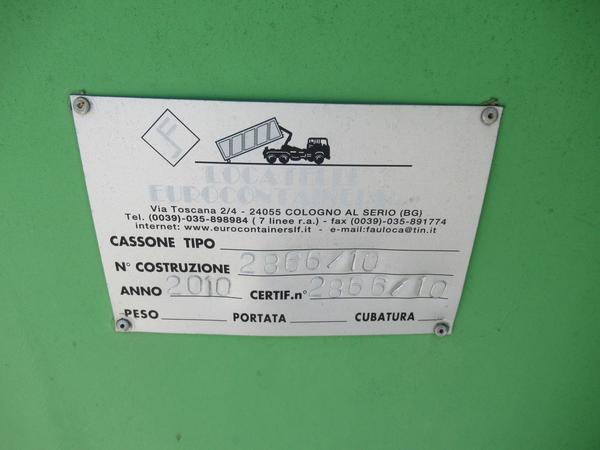 LOCATELLI
EUROCONTAINERS
Via Toscana 2/4 - 24055 COLOGNO AL SERIO (BG)
Tel. (0039)-035-898984 ( 7 linee r.a.) - fax (0039)-035-891774
internet: www.eurocontainerslf.it - e-mail:fauloca@tin.it
CASSONE TIPO
N° COSTRUZIONE 2866/10
ANNO 2010 CERTIF.n° 2866/10
PESO PORTATA CUBATURA